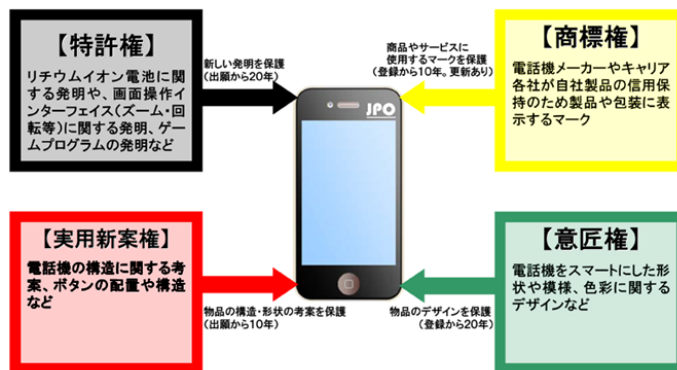 【特許権】
リチウムイオン電池に関
する発明や、画面操作イ
ンターフェイス(ズーム・回
転等)に関する発明、ゲー
ムプログラムの発明など
新しい発明を保護
(出願から20年)
商品やサービスに
使用するマークを保護
(登録から10年。更新あり)
【商標権】
電話機メーカーやキャリア
各社が自社製品の信用保
持のため製品や包装に表
示するマーク
JPO
【実用新案権】
電話機の構造に関する考
案、ボタンの配置や構造
など
物品の構造・形状の考案を保護
(出願から10年)
物品のデザインを保護
(登録から20年)
【意匠権】
電話機をスマートにした形
状や模様、色彩に関する
デザインなど